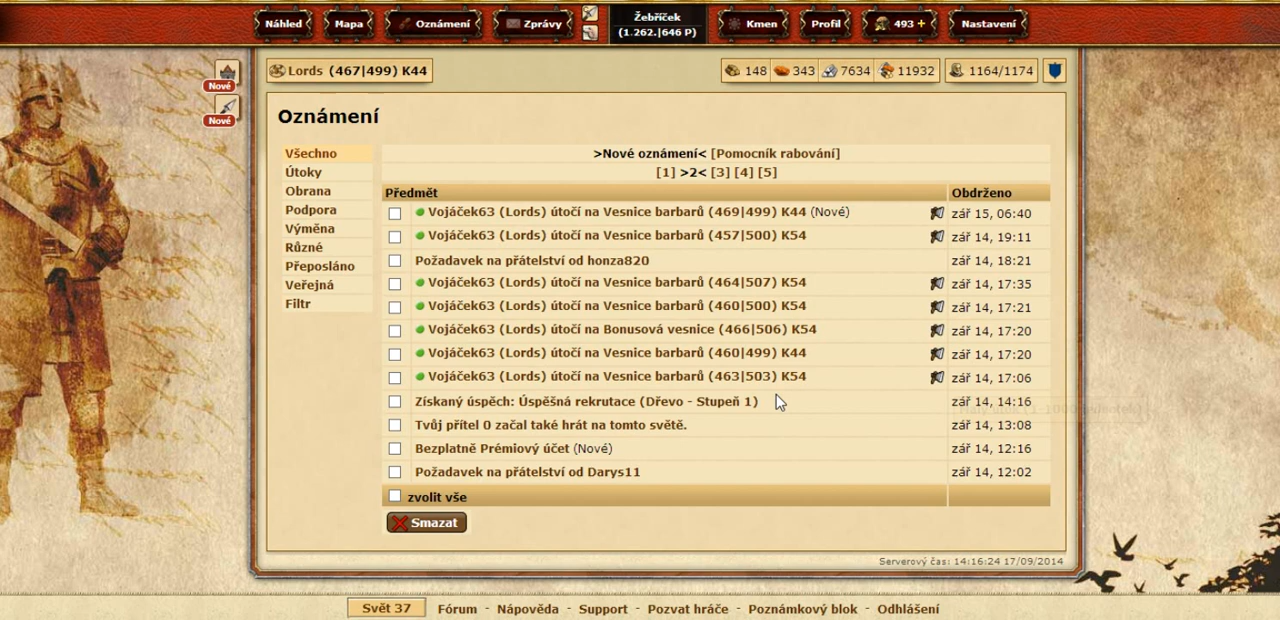 Náhled Mapa Oznámení Zprávy Žebříček Kmen Profil 493 + Nastavení
(1.262.|646 P)
Nové
Nové
Lords (467|499) K44 148 343 7634 11932 1164/1174
Oznámení
Všechno
Útoky
Obrana
Podpora
Výměna
Různé
Přeposláno
Veřejná
Filtr
>Nové oznámení< [Pomocník rabování]
[1] >2< [3] [4] [5]
Předmět Obdrženo
Vojáček63 (Lords) útočí na Vesnice barbarů (469|499) K44 (Nové) zář 15, 06:40
Vojáček63 (Lords) útočí na Vesnice barbarů (457|500) K54 zář 14, 19:11
Požadavek na přátelství od honza820 zář 14, 18:21
Vojáček63 (Lords) útočí na Vesnice barbarů (464|507) K54 zář 14, 17:35
Vojáček63 (Lords) útočí na Vesnice barbarů (460|500) K54 zář 14, 17:21
Vojáček63 (Lords) útočí na Bonusová vesnice (466|506) K54 zář 14, 17:20
Vojáček63 (Lords) útočí na Vesnice barbarů (460|499) K44 zář 14, 17:20
Vojáček63 (Lords) útočí na Vesnice barbarů (463|503) K54 zář 14, 17:06
Získaný úspěch: Úspěšná rekrutace (Dřevo - Stupeň 1) zář 14, 14:16
Tvůj přítel 0 začal také hrát na tomto světě. zář 14, 13:08
Bezplatně Prémiový účet (Nové) zář 14, 12:16
Požadavek na přátelství od Darys11 zář 14, 12:02
zvolit vše
Smazat
Serverový čas: 14:16:24 17/09/2014
Svět 37 Fórum - Nápověda - Support - Pozvat hráče - Poznámkový blok - Odhlášení